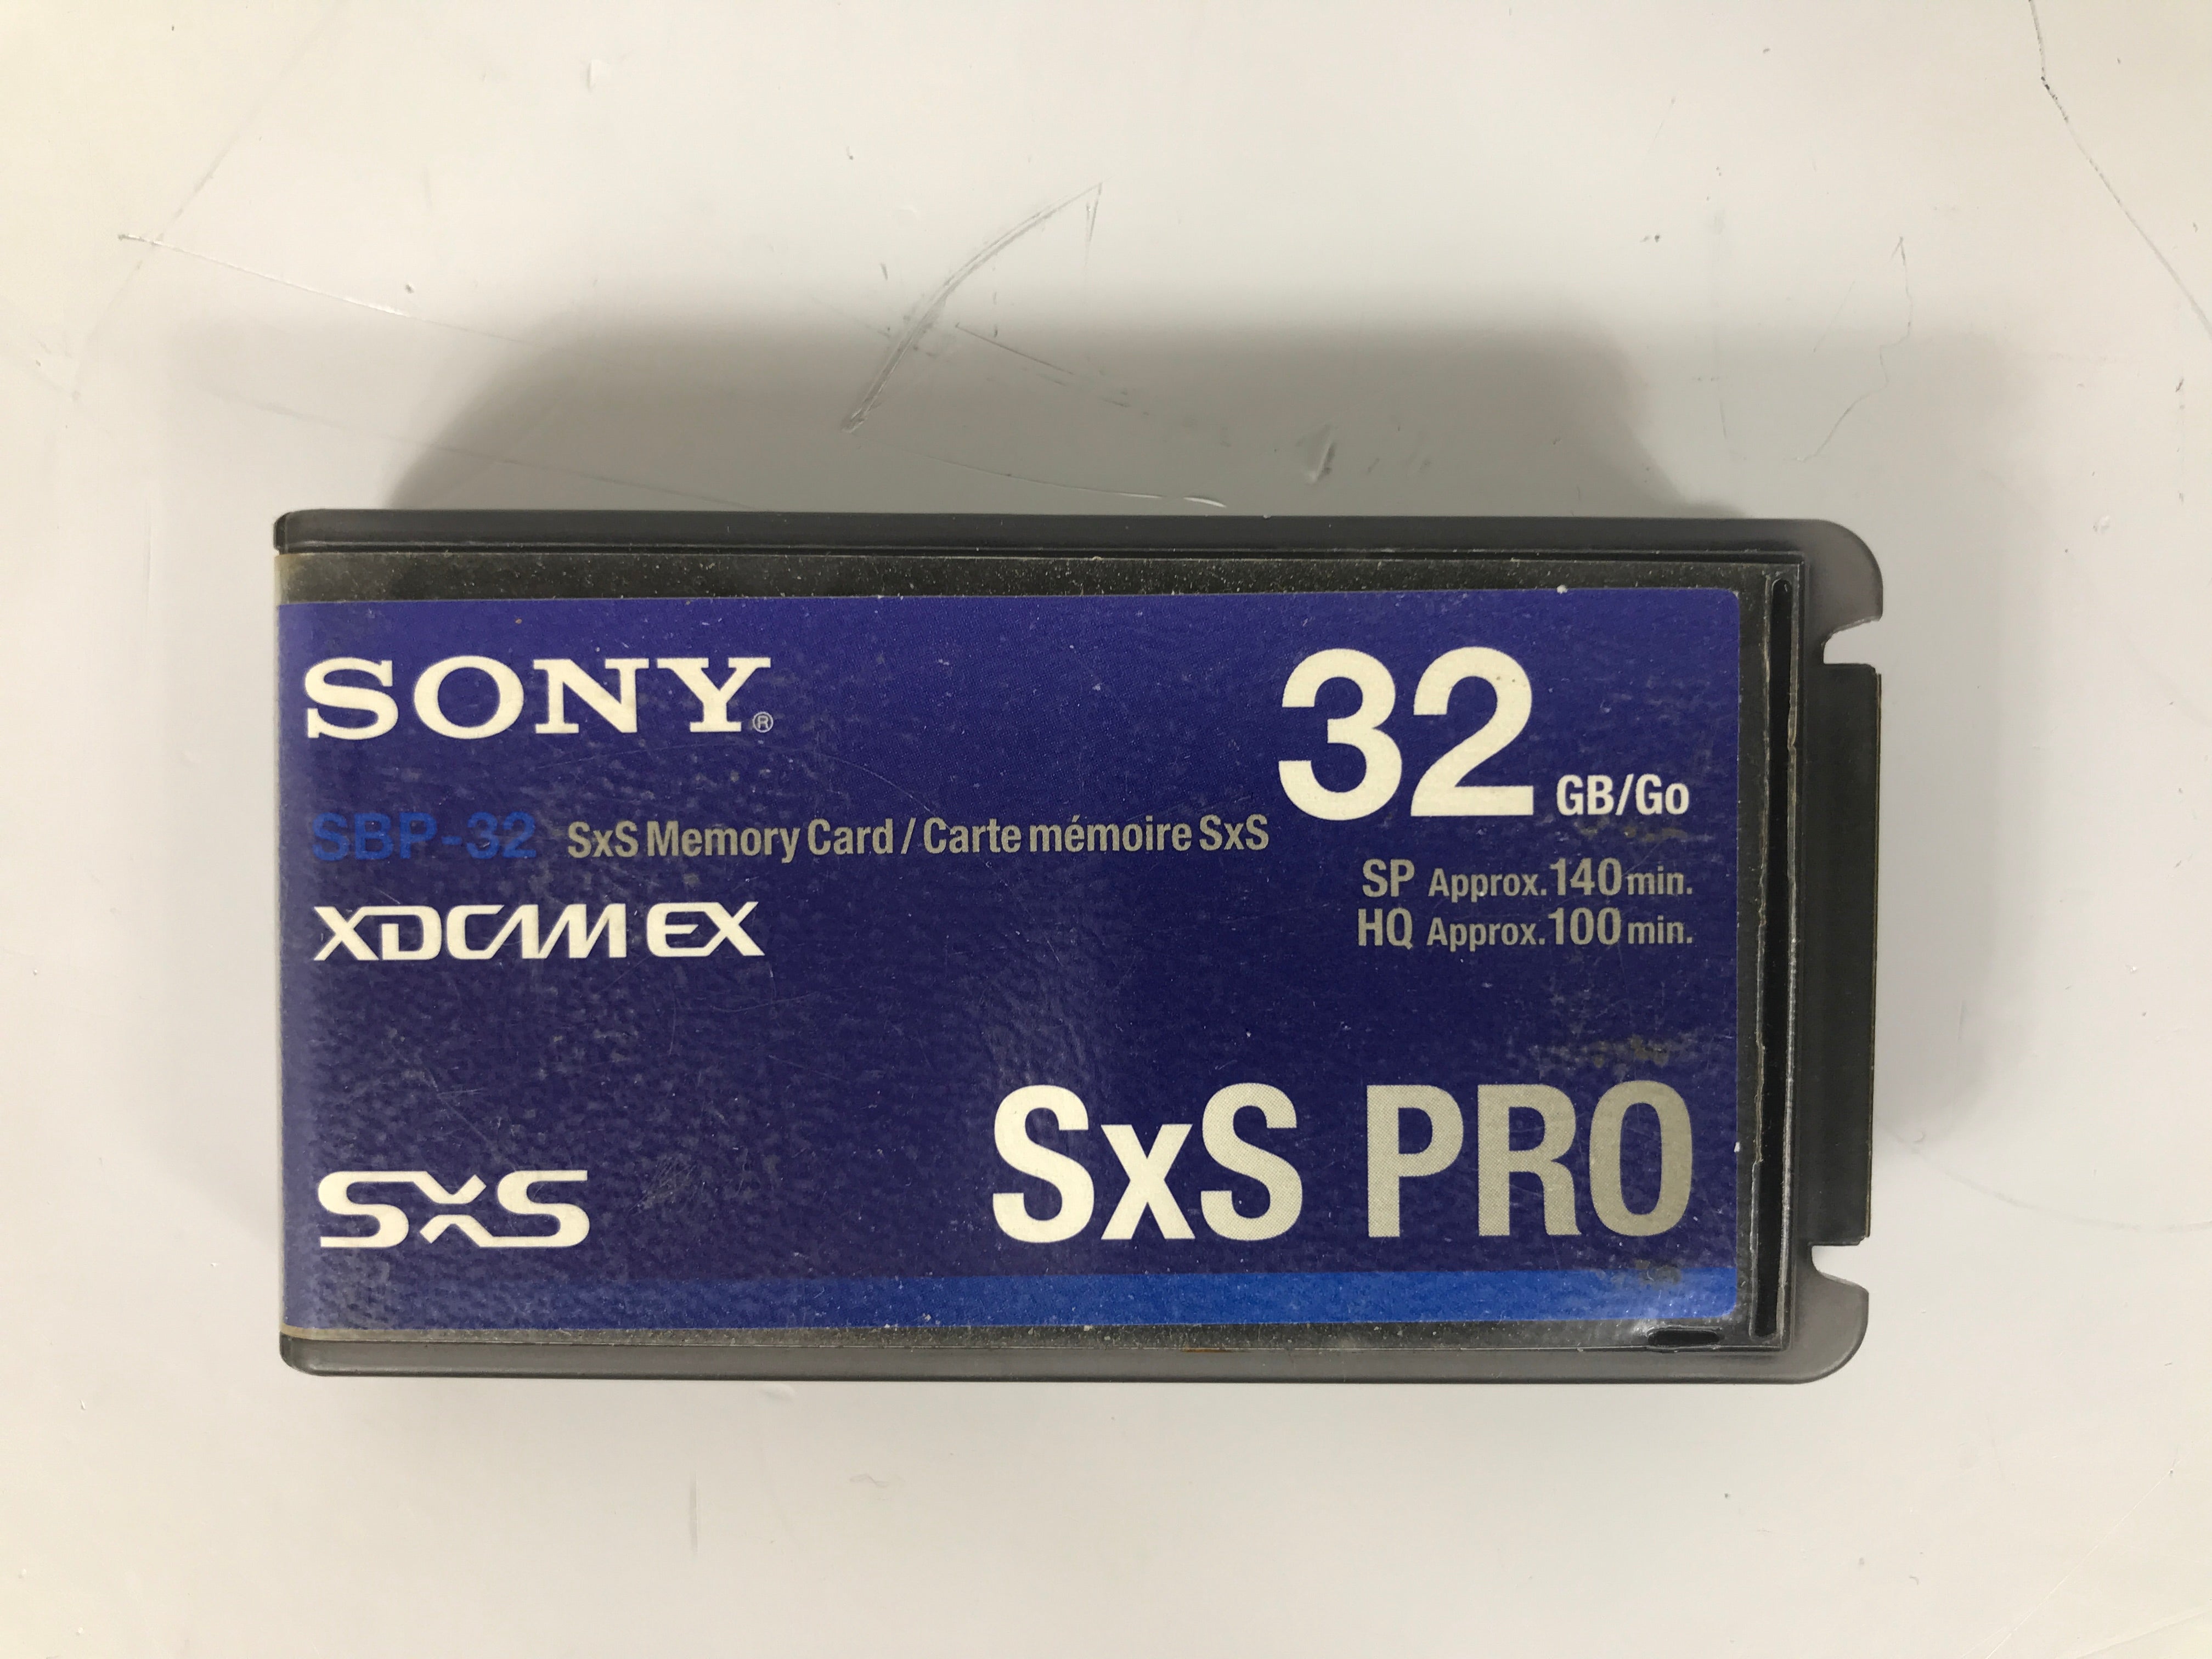 SONY®
32 GB/Go
SBP-32 SxS Memory Card / Carte mémoire SxS
SP Approx. 140 min.
HQ Approx. 100 min.
XDCAM EX
SxS PRO
SxS